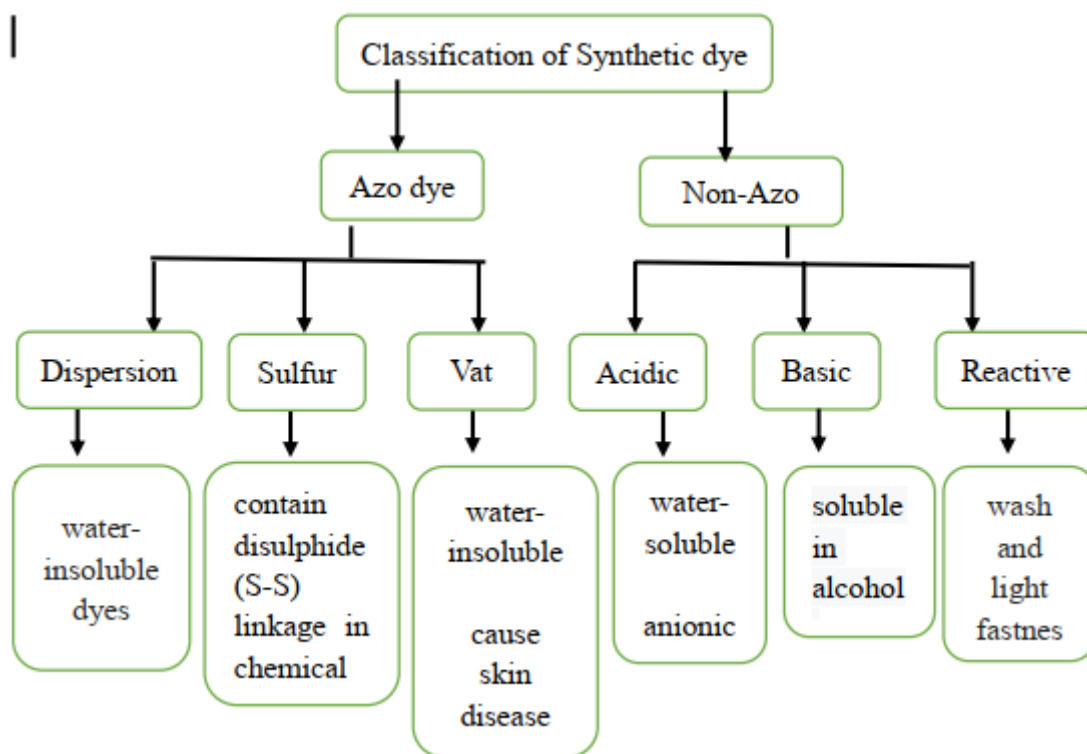 Classification of Synthetic dye
Azo dye
Non-Azo
Dispersion
Sulfur
Vat
Acidic
Basic
Reactive
water-
insoluble
dyes
contain
disulphide
(S-S)
linkage in
chemical
water-
insoluble
cause
skin
disease
water-
soluble
anionic
soluble
in
alcohol
wash
and
light
fastnes